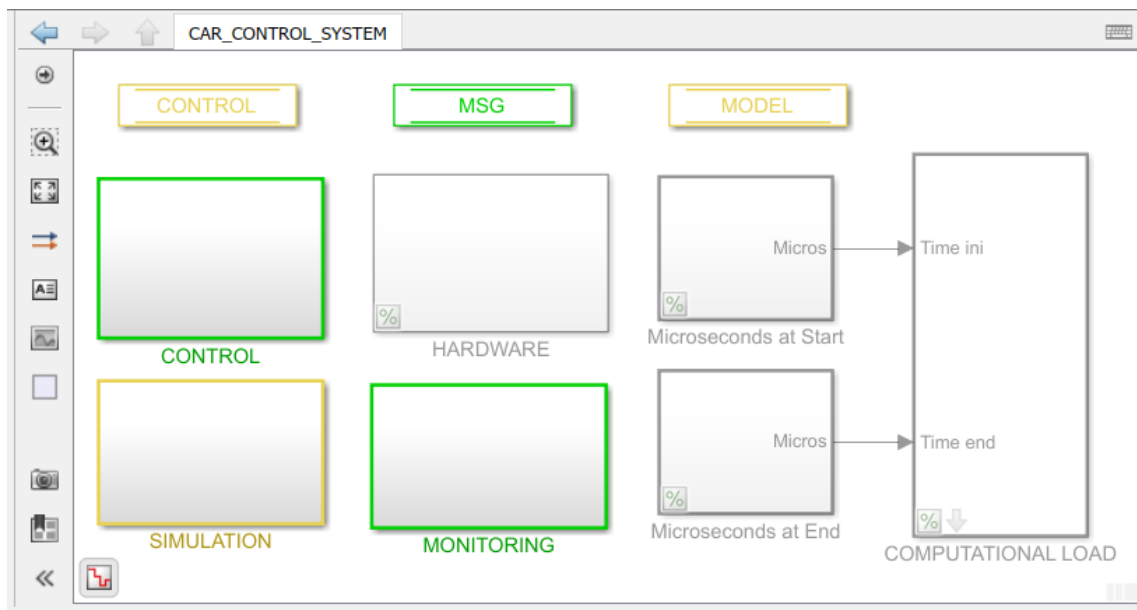 CAR_CONTROL_SYSTEM
CONTROL
MSG
MODEL
Micros
Time ini
%
%
Microseconds at Start
HARDWARE
CONTROL
Micros
Time end
%
%
Microseconds at End
SIMULATION
MONITORING
COMPUTATIONAL LOAD